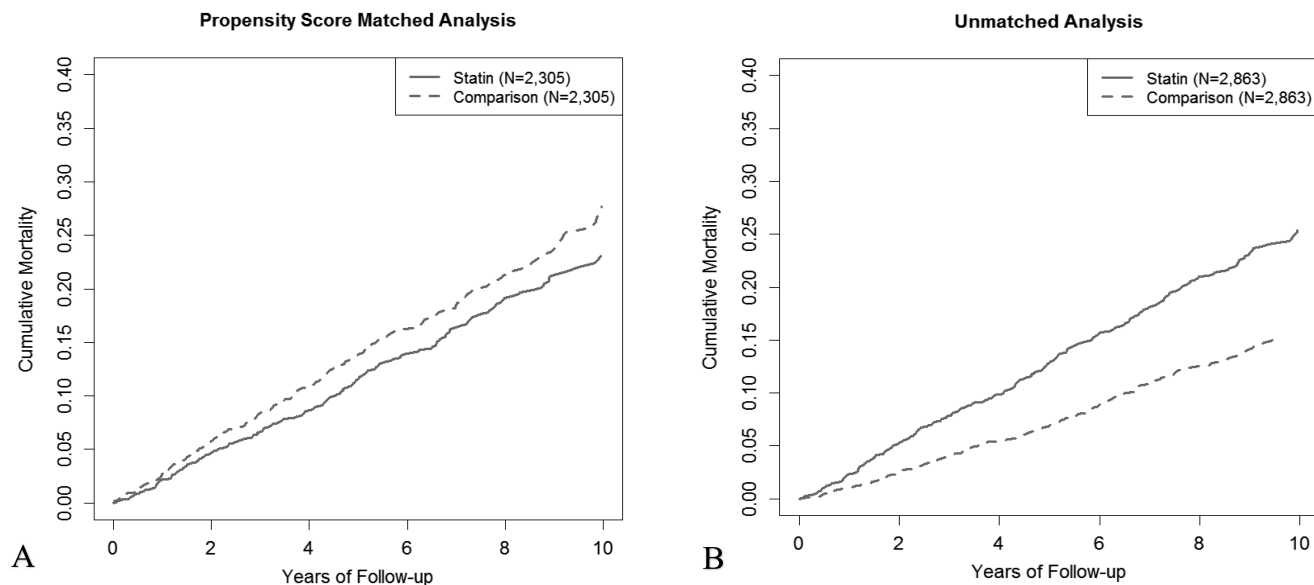 Propensity Score Matched Analysis
Statin (N=2,305)
Comparison (N=2,305)
0.40
0.35
0.30
0.25
0.20
0.15
0.10
0.05
0.00
Cumulative Mortality
0 2 4 6 8 10
Years of Follow-up
A
Unmatched Analysis
Statin (N=2,863)
Comparison (N=2,863)
0.40
0.35
0.30
0.25
0.20
0.15
0.10
0.05
0.00
Cumulative Mortality
0 2 4 6 8 10
Years of Follow-up
B